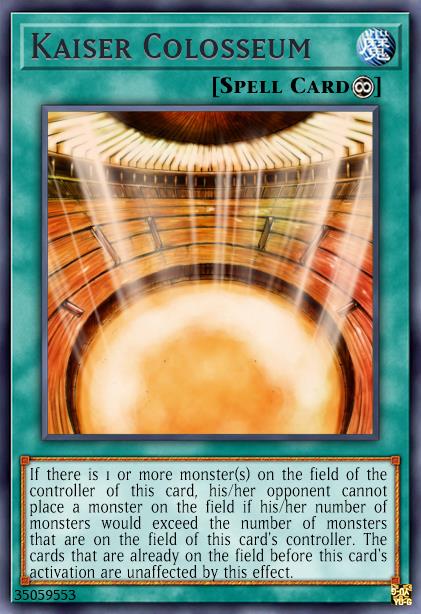 Kaiser Colosseum
魔
[Spell Card♾]
If there is 1 or more monster(s) on the field of the
controller of this card, his/her opponent cannot
place a monster on the field if his/her number of
monsters would exceed the number of monsters
that are on the field of this card's controller. The
cards that are already on the field before this card's
activation are unaffected by this effect.
35059553